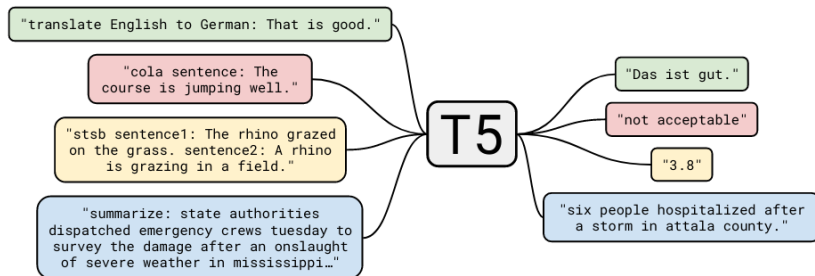 "translate English to German: That is good."
"cola sentence: The
course is jumping well."
"stsb sentence1: The rhino grazed
on the grass. sentence2: A rhino
is grazing in a field."
"summarize: state authorities
dispatched emergency crews tuesday to
survey the damage after an onslaught
of severe weather in mississippi…"
T5
"Das ist gut."
"not acceptable"
"3.8"
"six people hospitalized after
a storm in attala county."